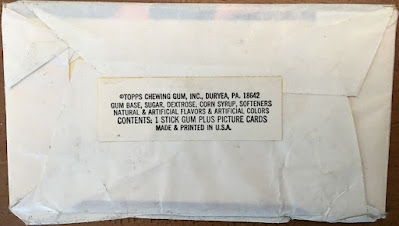 ©TOPPS CHEWING GUM, INC., DURYEA, PA. 18642
GUM BASE, SUGAR, DEXTROSE, CORN SYRUP, SOFTENERS
NATURAL & ARTIFICIAL FLAVORS & ARTIFICIAL COLORS
CONTENTS: 1 STICK GUM PLUS PICTURE CARDS
MADE & PRINTED IN U.S.A.